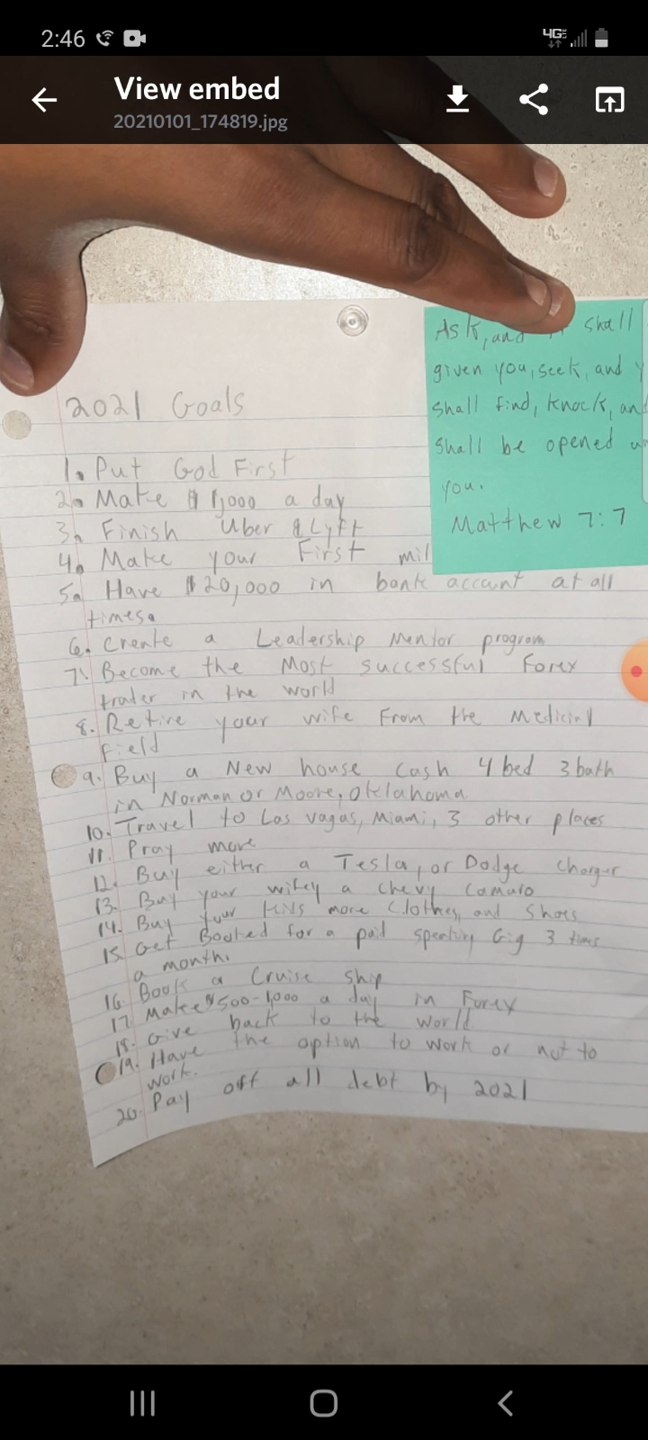 2:46
4GE
View embed
20210101_174819.jpg
Ask, and shall
given you, seek, and y
shall find, knock, an
shall be opened u
you.
Matthew 7:7
2021 Goals
1. Put God First
2. Make $1,000 a day
3. Finish Uber & Lyft
4. Make your First mil
5. Have $20,000 in bank account at all
times.
6. Create a Leadership Mentor program
7. Become the Most successful Forex
trader in the world
8. Retire your wife From the Medicinl
field
9. Buy a New house cash 4 bed 3 bath
in Norman or Moore, Oklahoma
10. Travel to Las vagas, Miami, 3 other places
11. Pray more
12. Buy either a Tesla, or Dodge charger
13. Buy your wifey a chevy Camaro
14. Buy your kids more clothes, and shoes
15. Get Booked for a paid speaking Gig 3 times
a month.
16. Book a Cruise ship
17. Make $500-1,000 a day in Forex
18. Give back to the world
19. Have the option to work or not to
work.
20. Pay off all debt by 2021